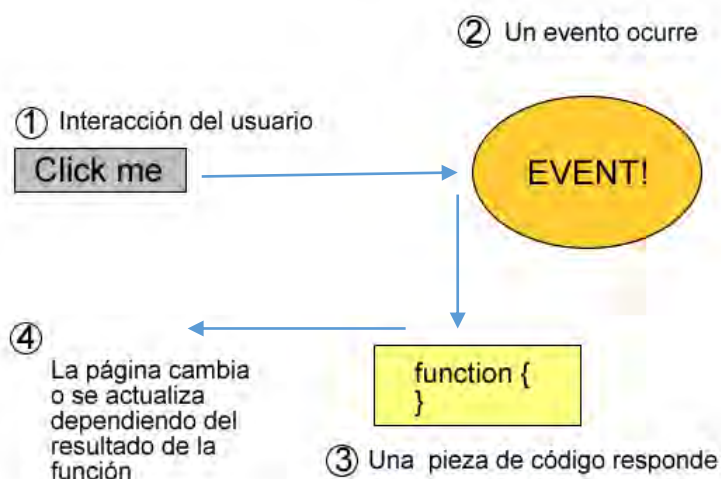 ① Interacción del usuario
Click me
② Un evento ocurre
EVENT!
function {
}
③ Una pieza de código responde
④
La página cambia
o se actualiza
dependiendo del
resultado de la
función